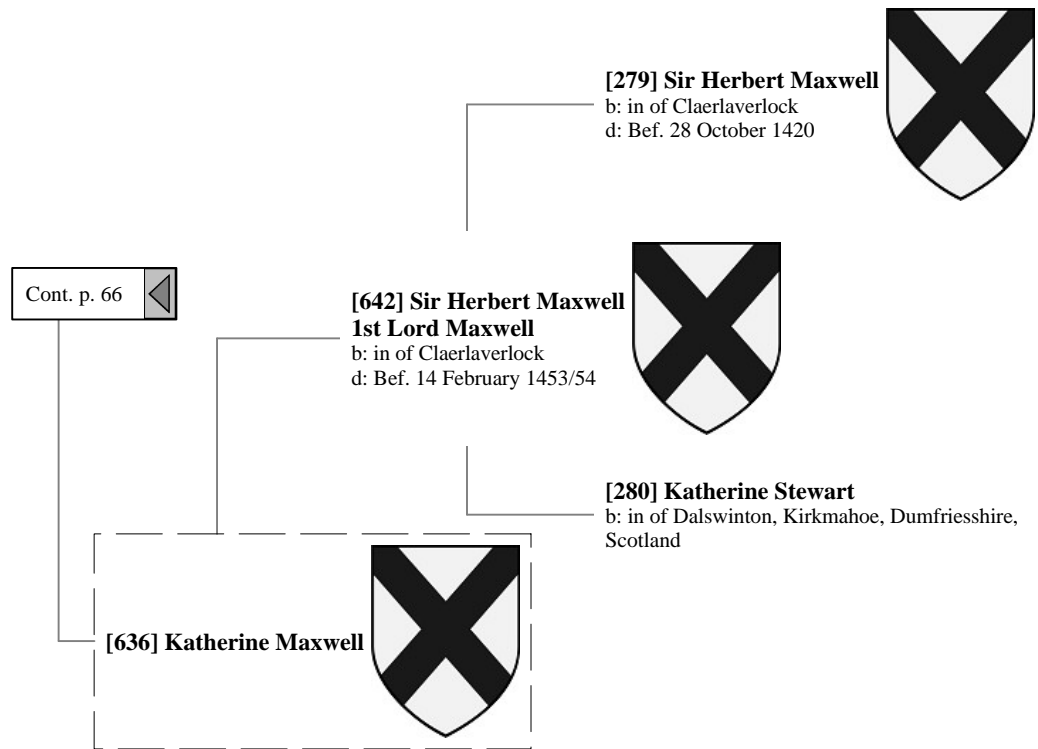 [279] Sir Herbert Maxwell
b: in of Claerlaverlock
d: Bef. 28 October 1420
Cont. p. 66
[642] Sir Herbert Maxwell
1st Lord Maxwell
b: in of Claerlaverlock
d: Bef. 14 February 1453/54
[280] Katherine Stewart
b: in of Dalswinton, Kirkmahoe, Dumfriesshire,
Scotland
[636] Katherine Maxwell